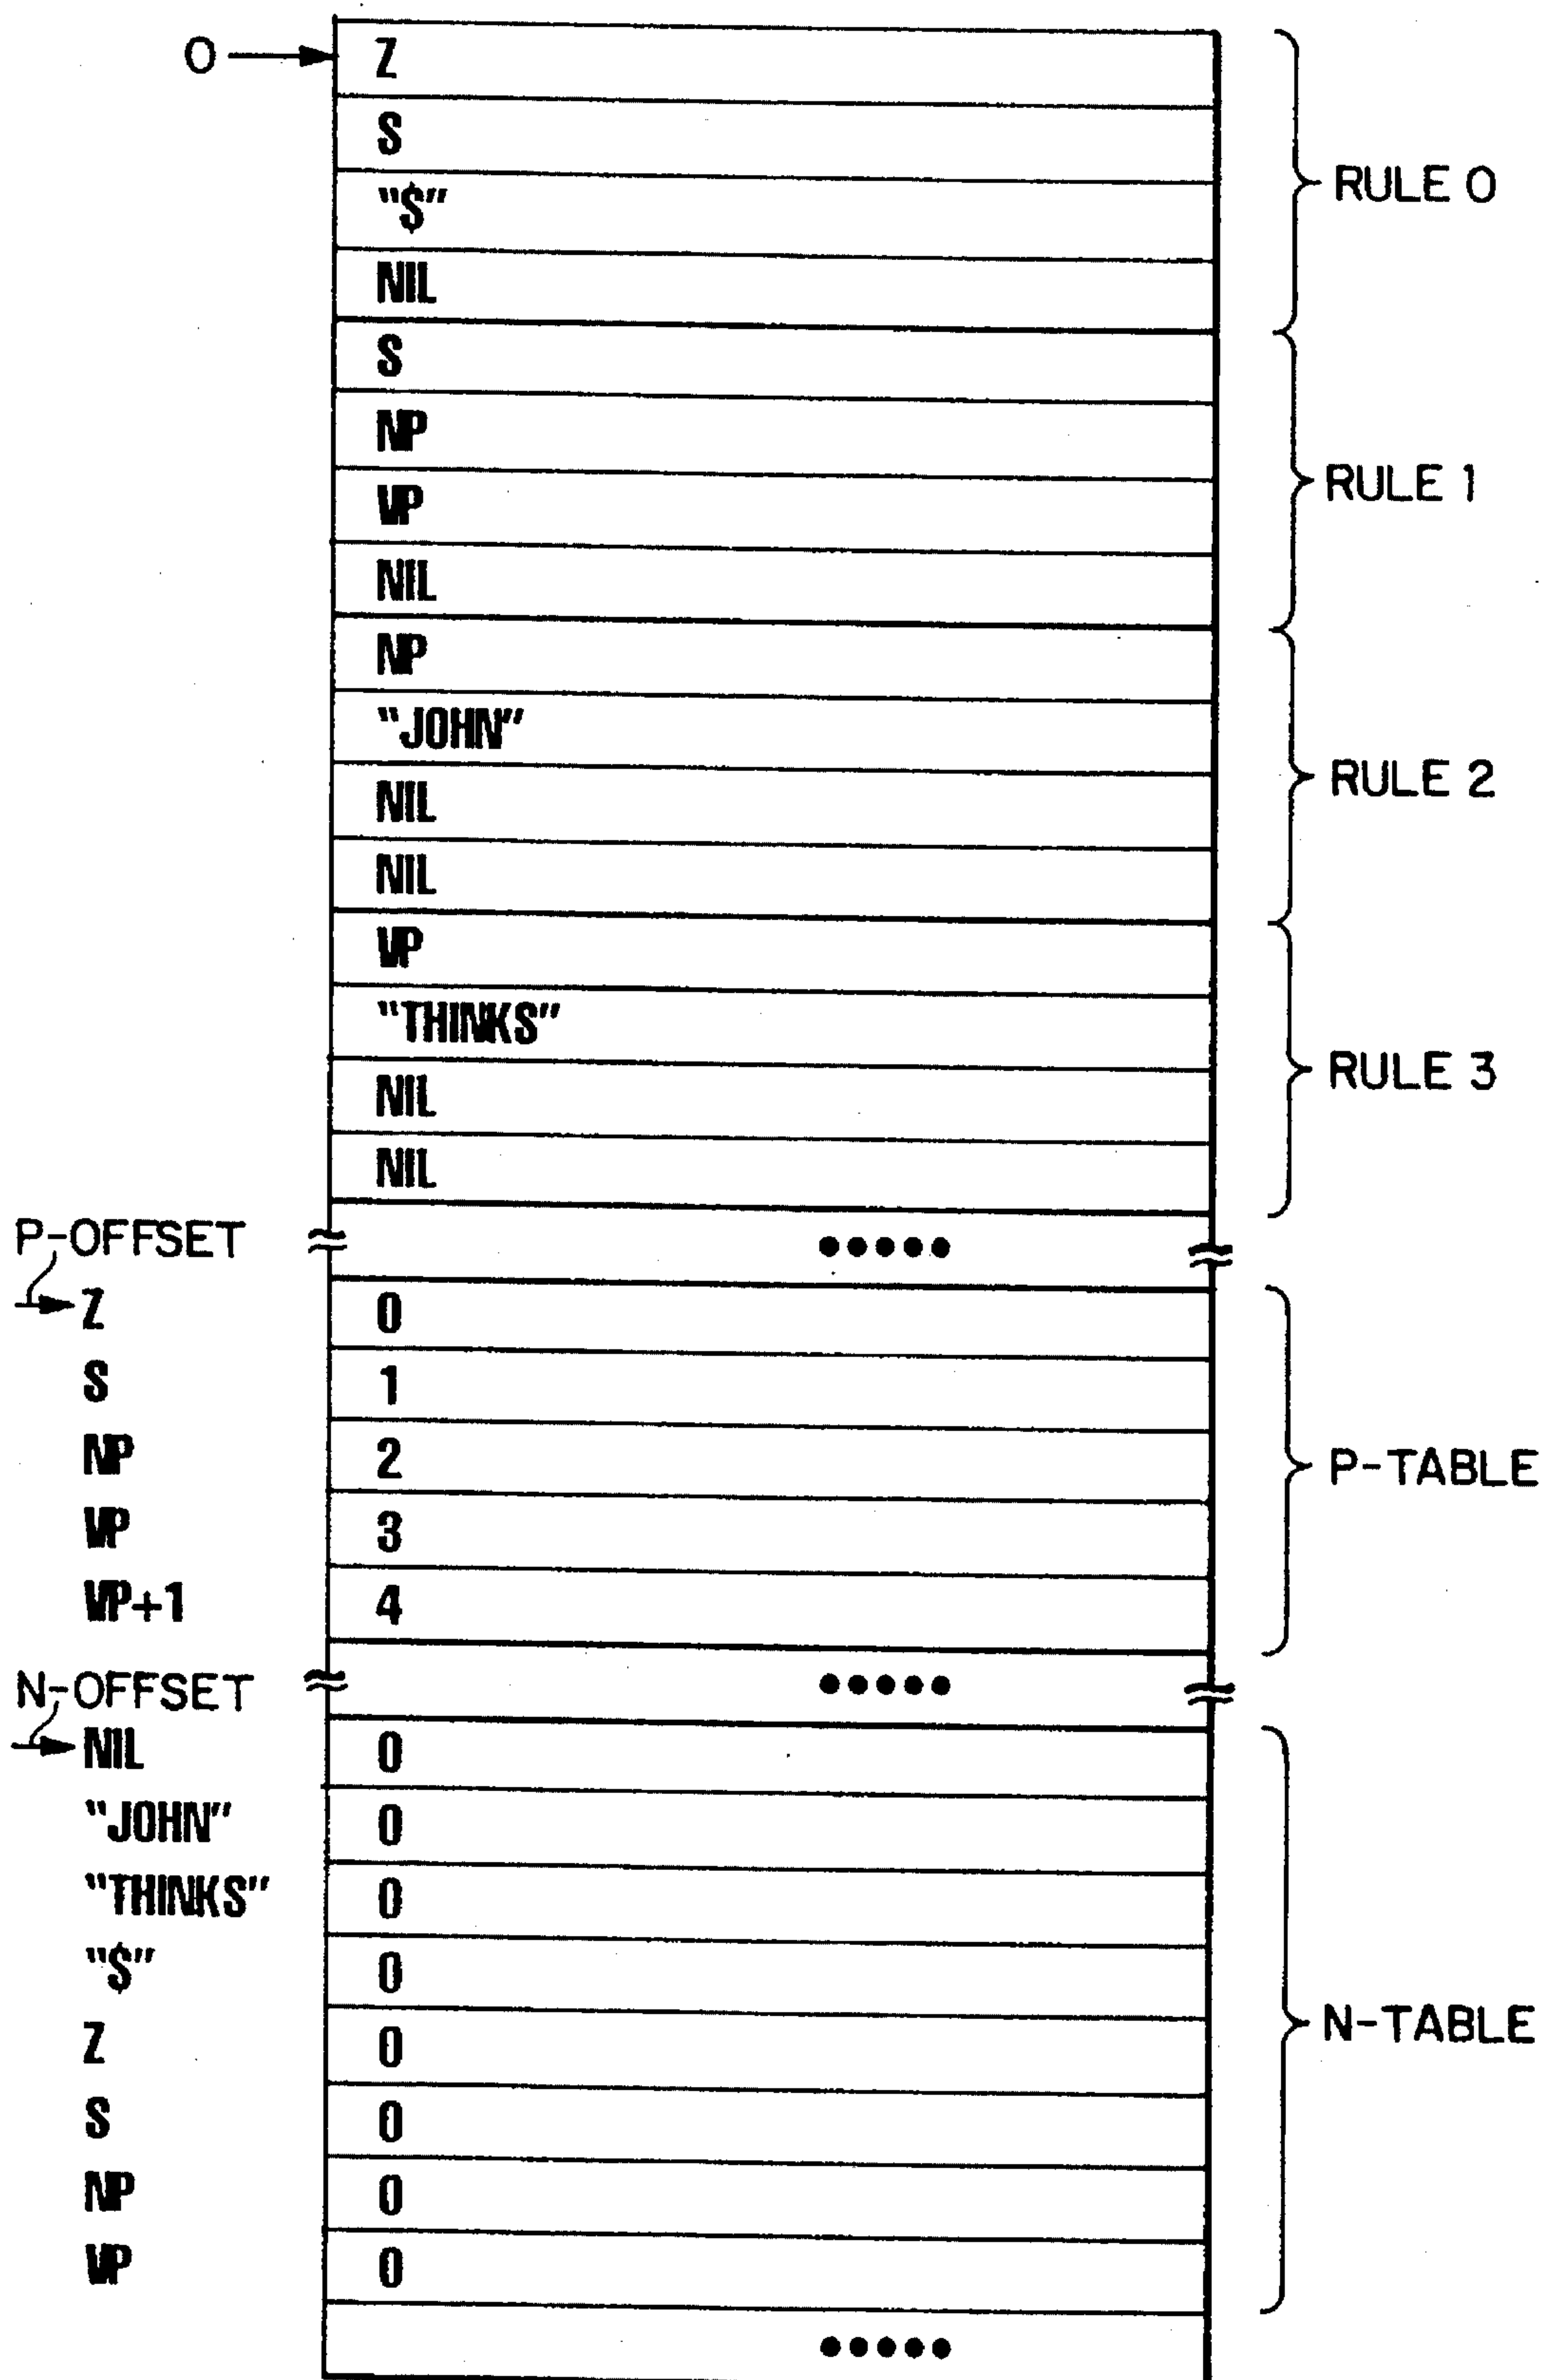 0 Z
S
"$" RULE 0
NIL
S
NP
VP RULE 1
NIL
NP
"JOHN"
NIL RULE 2
NIL
VP
"THINKS"
NIL RULE 3
NIL
P-OFFSET
Z 0
S 1
NP 2 P-TABLE
VP 3
VP+1 4
N-OFFSET
NIL 0
"JOHN" 0
"THINKS" 0
"$" 0
Z 0 N-TABLE
S 0
NP 0
VP 0